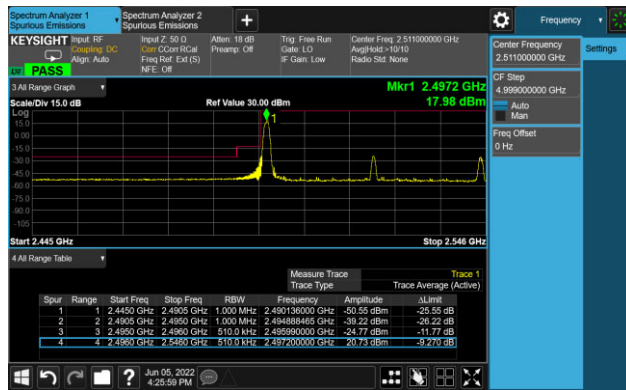 Spectrum Analyzer 1
Spurious Emissions
Spectrum Analyzer 2
Spurious Emissions
+
Frequency
KEYSIGHT
Input: RF
Coupling: DC
Align: Auto
Input Z: 50 Ω
Corr CCorr RCal
Freq Ref: Ext (S)
NFE: Off
Atten: 18 dB
Preamp: Off
Trig: Free Run
Gate: LO
IF Gain: Low
Center Freq: 2.511000000 GHz
Avg|Hold:>10/10
Radio Std: None
PASS
Center Frequency
2.511000000 GHz
Settings
CF Step
4.999000000 GHz
Auto
Man
Freq Offset
0 Hz
3 All Range Graph
Mkr1 2.4972 GHz
Scale/Div 15.0 dB
Ref Value 30.00 dBm
17.98 dBm
Log
15.0
0.00
-15.0
-30.0
-45.0
-60.0
-75.0
-90.0
-105
1
Start 2.445 GHz
Stop 2.546 GHz
4 All Range Table
Measure Trace Trace 1
Trace Type Trace Average (Active)
Spur Range Start Freq Stop Freq RBW Frequency Amplitude ΔLimit
1 1 2.4450 GHz 2.4905 GHz 1.000 MHz 2.490136000 GHz -50.55 dBm -25.55 dB
2 2 2.4905 GHz 2.4950 GHz 1.000 MHz 2.494888465 GHz -39.22 dBm -26.22 dB
3 3 2.4950 GHz 2.4960 GHz 510.0 kHz 2.495990000 GHz -24.77 dBm -11.77 dB
4 4 2.4960 GHz 2.5460 GHz 510.0 kHz 2.497200000 GHz 20.73 dBm -9.270 dB
?
Jun 05, 2022
4:25:59 PM